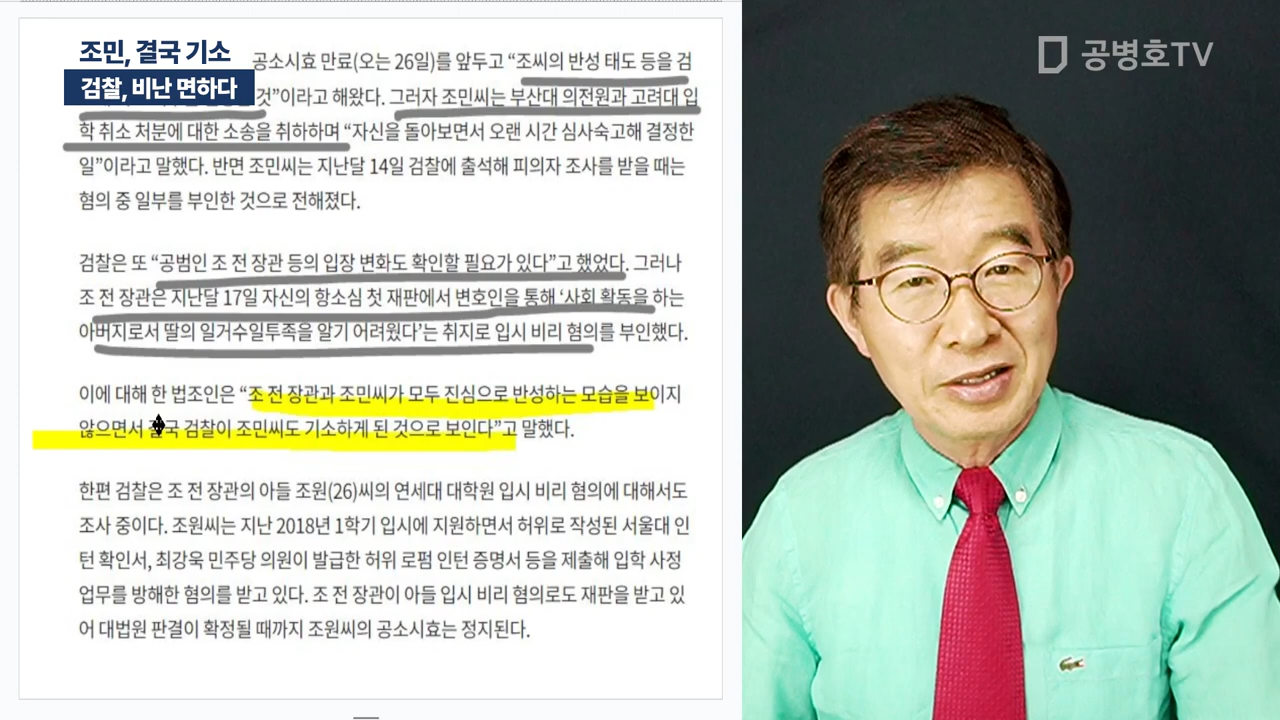 조민, 결국 기소
검찰, 비난 면하다
공병호TV
공소시효 만료(오는 26일)를 앞두고 “조씨의 반성 태도 등을 검
것”이라고 해왔다. 그러자 조민씨는 부산대 의전원과 고려대 입
학 취소 처분에 대한 소송을 취하하며 “자신을 돌아보면서 오랜 시간 심사숙고해 결정한
일”이라고 말했다. 반면 조민씨는 지난달 14일 검찰에 출석해 피의자 조사를 받을 때는
혐의 중 일부를 부인한 것으로 전해졌다.
검찰은 또 “공범인 조 전 장관 등의 입장 변화도 확인할 필요가 있다”고 했었다. 그러나
조 전 장관은 지난달 17일 자신의 항소심 첫 재판에서 변호인을 통해 ‘사회 활동을 하는
아버지로서 딸의 일거수일투족을 알기 어려웠다’는 취지로 입시 비리 혐의를 부인했다.
이에 대해 한 법조인은 “조 전 장관과 조민씨가 모두 진심으로 반성하는 모습을 보이지
않으면서 결국 검찰이 조민씨도 기소하게 된 것으로 보인다”고 말했다.
한편 검찰은 조 전 장관의 아들 조원(26)씨의 연세대 대학원 입시 비리 혐의에 대해서도
조사 중이다. 조원씨는 지난 2018년 1학기 입시에 지원하면서 허위로 작성된 서울대 인
턴 확인서, 최강욱 민주당 의원이 발급한 허위 로펌 인턴 증명서 등을 제출해 입학 사정
업무를 방해한 혐의를 받고 있다. 조 전 장관이 아들 입시 비리 혐의로도 재판을 받고 있
어 대법원 판결이 확정될 때까지 조원씨의 공소시효는 정지된다.